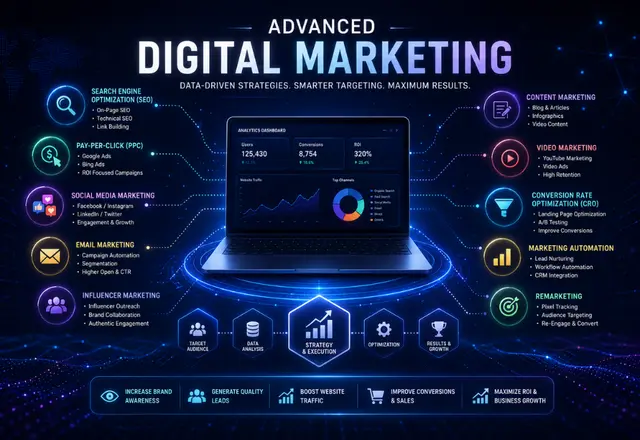 ADVANCED
DIGITAL MARKETING
DATA-DRIVEN STRATEGIES. SMARTER TARGETING. MAXIMUM RESULTS.
SEARCH ENGINE
OPTIMIZATION (SEO)
• On-Page SEO
• Technical SEO
• Link Building
PAY-PER-CLICK (PPC)
• Google Ads
• Bing Ads
• ROI Focused Campaigns
SOCIAL MEDIA MARKETING
• Facebook / Instagram
• LinkedIn / Twitter
• Engagement & Growth
EMAIL MARKETING
• Campaign Automation
• Segmentation
• Higher Open & CTR
INFLUENCER MARKETING
• Influencer Outreach
• Brand Collaboration
• Authentic Engagement
ANALYTICS DASHBOARD
Users
125,430
Conversions
8,754
ROI
320%
Website Traffic
Top Channels
CONTENT MARKETING
• Blog & Articles
• Infographics
• Video Content
VIDEO MARKETING
• YouTube Marketing
• Video Ads
• High Retention
CONVERSION RATE
OPTIMIZATION (CRO)
• Landing Page Optimization
• A/B Testing
• Improve Conversions
MARKETING AUTOMATION
• Lead Nurturing
• Workflow Automation
• CRM Integration
REMARKETING
• Pixel Tracking
• Audience Targeting
• Re-Engage & Convert
TARGET
AUDIENCE
DATA
ANALYSIS
STRATEGY
& EXECUTION
OPTIMIZATION
RESULTS &
GROWTH
INCREASE BRAND
AWARENESS
GENERATE QUALITY
LEADS
BOOST WEBSITE
TRAFFIC
IMPROVE CONVERSIONS
& SALES
MAXIMIZE ROI &
BUSINESS GROWTH